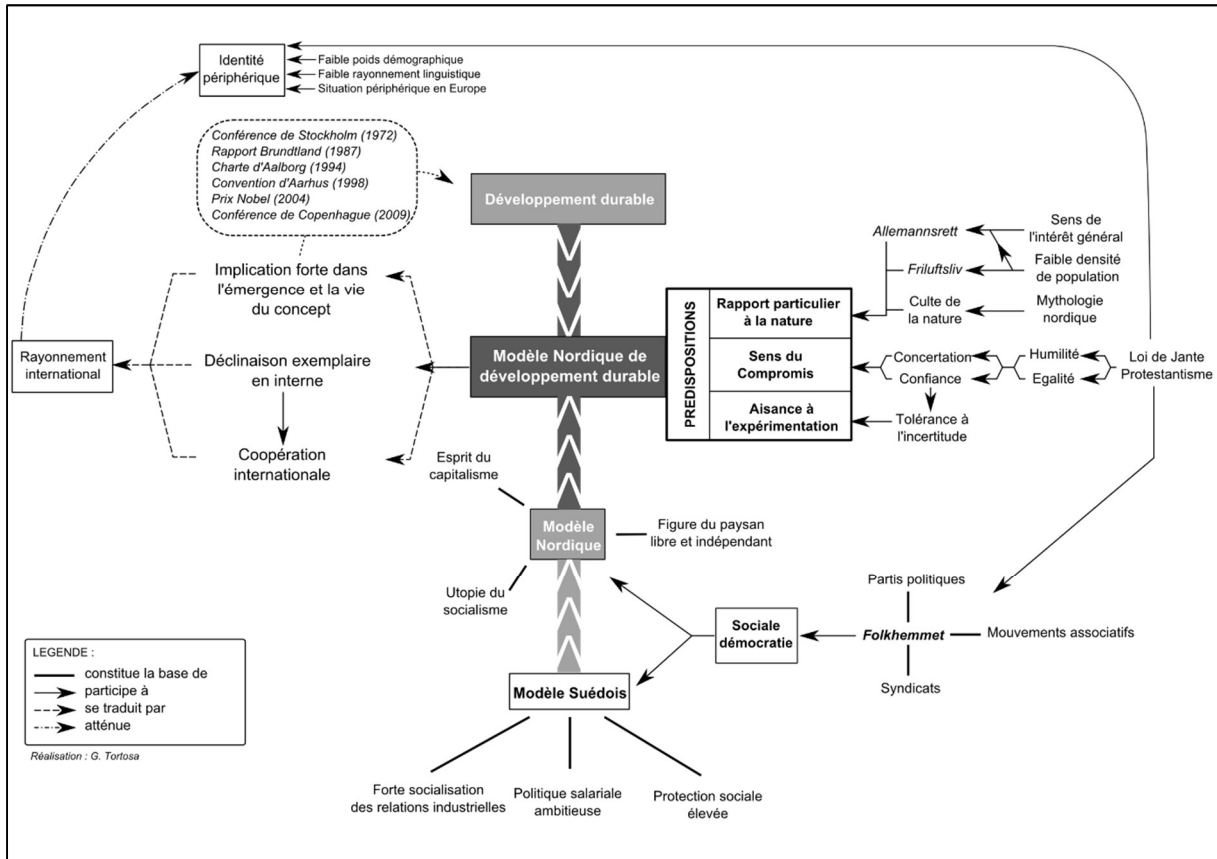 Identité
périphérique
Faible poids démographique
Faible rayonnement linguistique
Situation périphérique en Europe
Conférence de Stockholm (1972)
Rapport Brundtland (1987)
Charte d'Aalborg (1994)
Convention d'Aarhus (1998)
Prix Nobel (2004)
Conférence de Copenhague (2009)
Développement durable
Implication forte dans
l'émergence et la vie
du concept
Rayonnement
international
Déclinaison exemplaire
en interne
Coopération
internationale
Modèle Nordique de
développement durable
PREDISPOSITIONS
Rapport particulier
à la nature
Sens du
Compromis
Aisance à
l'expérimentation
Allemannsrett
Friluftsliv
Culte de
la nature
Sens de
l'intérêt général
Faible densité
de population
Mythologie
nordique
Concertation
Confiance
Humilité
Egalité
Loi de Jante
Protestantisme
Tolérance à
l'incertitude
Esprit du
capitalisme
Modèle
Nordique
Figure du paysan
libre et indépendant
Utopie du
socialisme
Sociale
démocratie
Partis politiques
Folkhemmet
Mouvements associatifs
Syndicats
Modèle Suédois
Forte socialisation
des relations industrielles
Politique salariale
ambitieuse
Protection sociale
élevée
LEGENDE :
constitue la base de
participe à
se traduit par
atténue
Réalisation : G. Tortosa